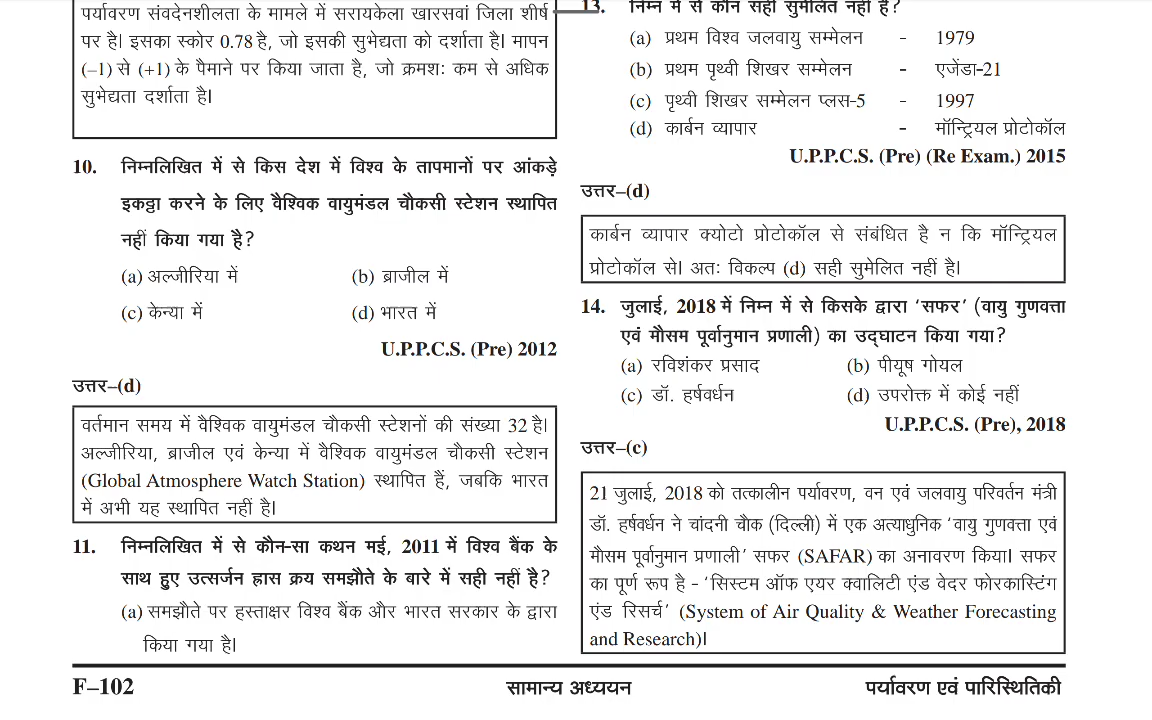 पर्यावरण संवदेनशीलता के मामले में सरायकेला खारसवां जिला शीर्ष
पर है। इसका स्कोर 0.78 है, जो इसकी सुभेद्यता को दर्शाता है। मापन
(–1) से (+1) के पैमाने पर किया जाता है, जो क्रमशः कम से अधिक
सुभेद्यता दर्शाता है।
10. निम्नलिखित में से किस देश में विश्व के तापमानों पर आंकड़े
इकट्ठा करने के लिए वैश्विक वायुमंडल चौकसी स्टेशन स्थापित
नहीं किया गया है?
(a) अल्जीरिया में (b) ब्राजील में
(c) केन्या में (d) भारत में
U.P.P.C.S. (Pre) 2012
उत्तर–(d)
वर्तमान समय में वैश्विक वायुमंडल चौकसी स्टेशनों की संख्या 32 है।
अल्जीरिया, ब्राजील एवं केन्या में वैश्विक वायुमंडल चौकसी स्टेशन
(Global Atmosphere Watch Station) स्थापित हैं, जबकि भारत
में अभी यह स्थापित नहीं है।
11. निम्नलिखित में से कौन-सा कथन मई, 2011 में विश्व बैंक के
साथ हुए उत्सर्जन ह्रास क्रय समझौते के बारे में सही नहीं है?
(a) समझौते पर हस्ताक्षर विश्व बैंक और भारत सरकार के द्वारा
किया गया है।
13. निम्न में से कौन सही सुमेलित नहीं है?
(a) प्रथम विश्व जलवायु सम्मेलन - 1979
(b) प्रथम पृथ्वी शिखर सम्मेलन - एजेंडा-21
(c) पृथ्वी शिखर सम्मेलन प्लस-5 - 1997
(d) कार्बन व्यापार - मॉन्ट्रियल प्रोटोकॉल
U.P.P.C.S. (Pre) (Re Exam.) 2015
उत्तर–(d)
कार्बन व्यापार क्योटो प्रोटोकॉल से संबंधित है न कि मॉन्ट्रियल
प्रोटोकॉल से। अतः विकल्प (d) सही सुमेलित नहीं है।
14. जुलाई, 2018 में निम्न में से किसके द्वारा ‘सफर’ (वायु गुणवत्ता
एवं मौसम पूर्वानुमान प्रणाली) का उद्घाटन किया गया?
(a) रविशंकर प्रसाद (b) पीयूष गोयल
(c) डॉ. हर्षवर्धन (d) उपरोक्त में कोई नहीं
U.P.P.C.S. (Pre), 2018
उत्तर–(c)
21 जुलाई, 2018 को तत्कालीन पर्यावरण, वन एवं जलवायु परिवर्तन मंत्री
डॉ. हर्षवर्धन ने चांदनी चौक (दिल्ली) में एक अत्याधुनिक ‘वायु गुणवत्ता एवं
मौसम पूर्वानुमान प्रणाली’ सफर (SAFAR) का अनावरण किया। सफर
का पूर्ण रूप है - ‘सिस्टम ऑफ एयर क्वालिटी एंड वेदर फोरकास्टिंग
एंड रिसर्च’ (System of Air Quality & Weather Forecasting
and Research)।
F–102 सामान्य अध्ययन पर्यावरण एवं पारिस्थितिकी